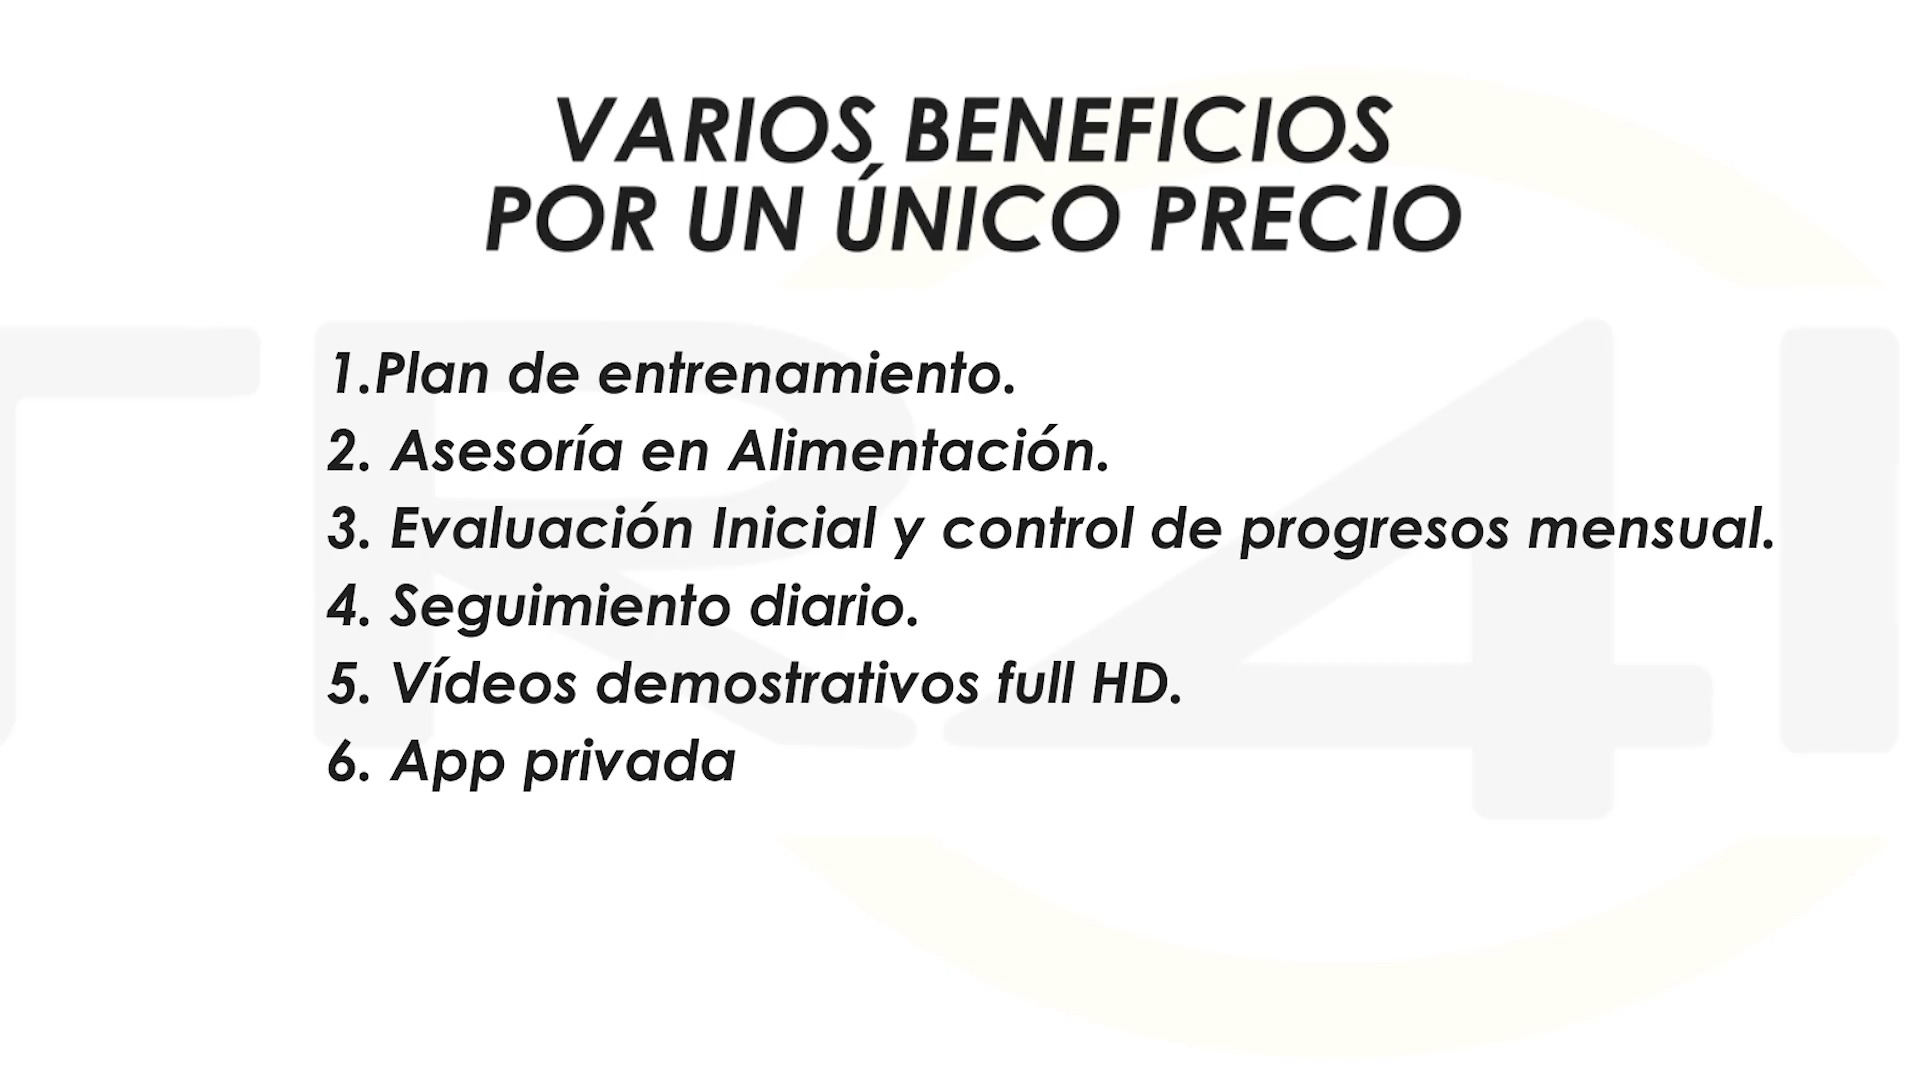 VARIOS BENEFICIOS
POR UN ÚNICO PRECIO
1.Plan de entrenamiento.
2. Asesoría en Alimentación.
3. Evaluación Inicial y control de progresos mensual.
4. Seguimiento diario.
5. Vídeos demostrativos full HD.
6. App privada